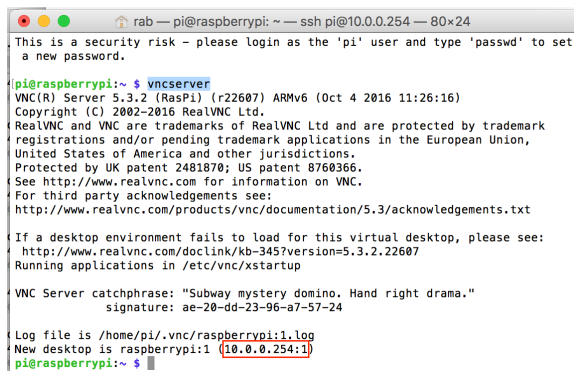 rab — pi@raspberrypi: ~ — ssh pi@10.0.0.254 — 80×24
This is a security risk - please login as the 'pi' user and type 'passwd' to set
 a new password.
pi@raspberrypi:~ $ vncserver
VNC(R) Server 5.3.2 (RasPi) (r22607) ARMv6 (Oct 4 2016 11:26:16)
Copyright (C) 2002-2016 RealVNC Ltd.
RealVNC and VNC are trademarks of RealVNC Ltd and are protected by trademark
registrations and/or pending trademark applications in the European Union,
United States of America and other jurisdictions.
Protected by UK patent 2481870; US patent 8760366.
See http://www.realvnc.com for information on VNC.
For third party acknowledgements see:
http://www.realvnc.com/products/vnc/documentation/5.3/acknowledgements.txt
If a desktop environment fails to load for this virtual desktop, please see:
http://www.realvnc.com/doclink/kb-345?version=5.3.2.22607
Running applications in /etc/vnc/xstartup
VNC Server catchphrase: "Subway mystery domino. Hand right drama."
signature: ae-20-dd-23-96-a7-57-24
Log file is /home/pi/.vnc/raspberrypi:1.log
New desktop is raspberrypi:1 (10.0.0.254:1)
pi@raspberrypi:~ $